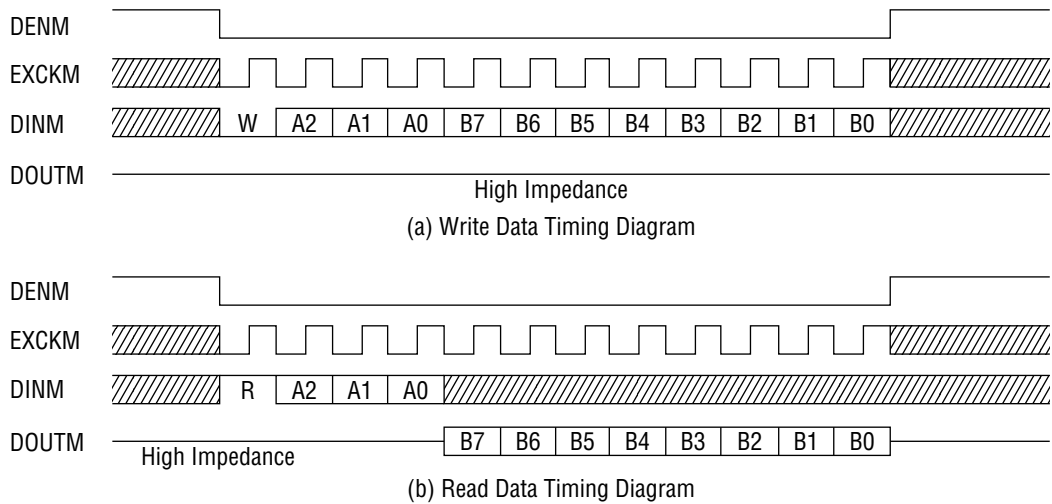 DENM
EXCKM
DINM W A2 A1 A0 B7 B6 B5 B4 B3 B2 B1 B0
DOUTM
High Impedance
(a) Write Data Timing Diagram
DENM
EXCKM
DINM R A2 A1 A0
DOUTM B7 B6 B5 B4 B3 B2 B1 B0
High Impedance
(b) Read Data Timing Diagram